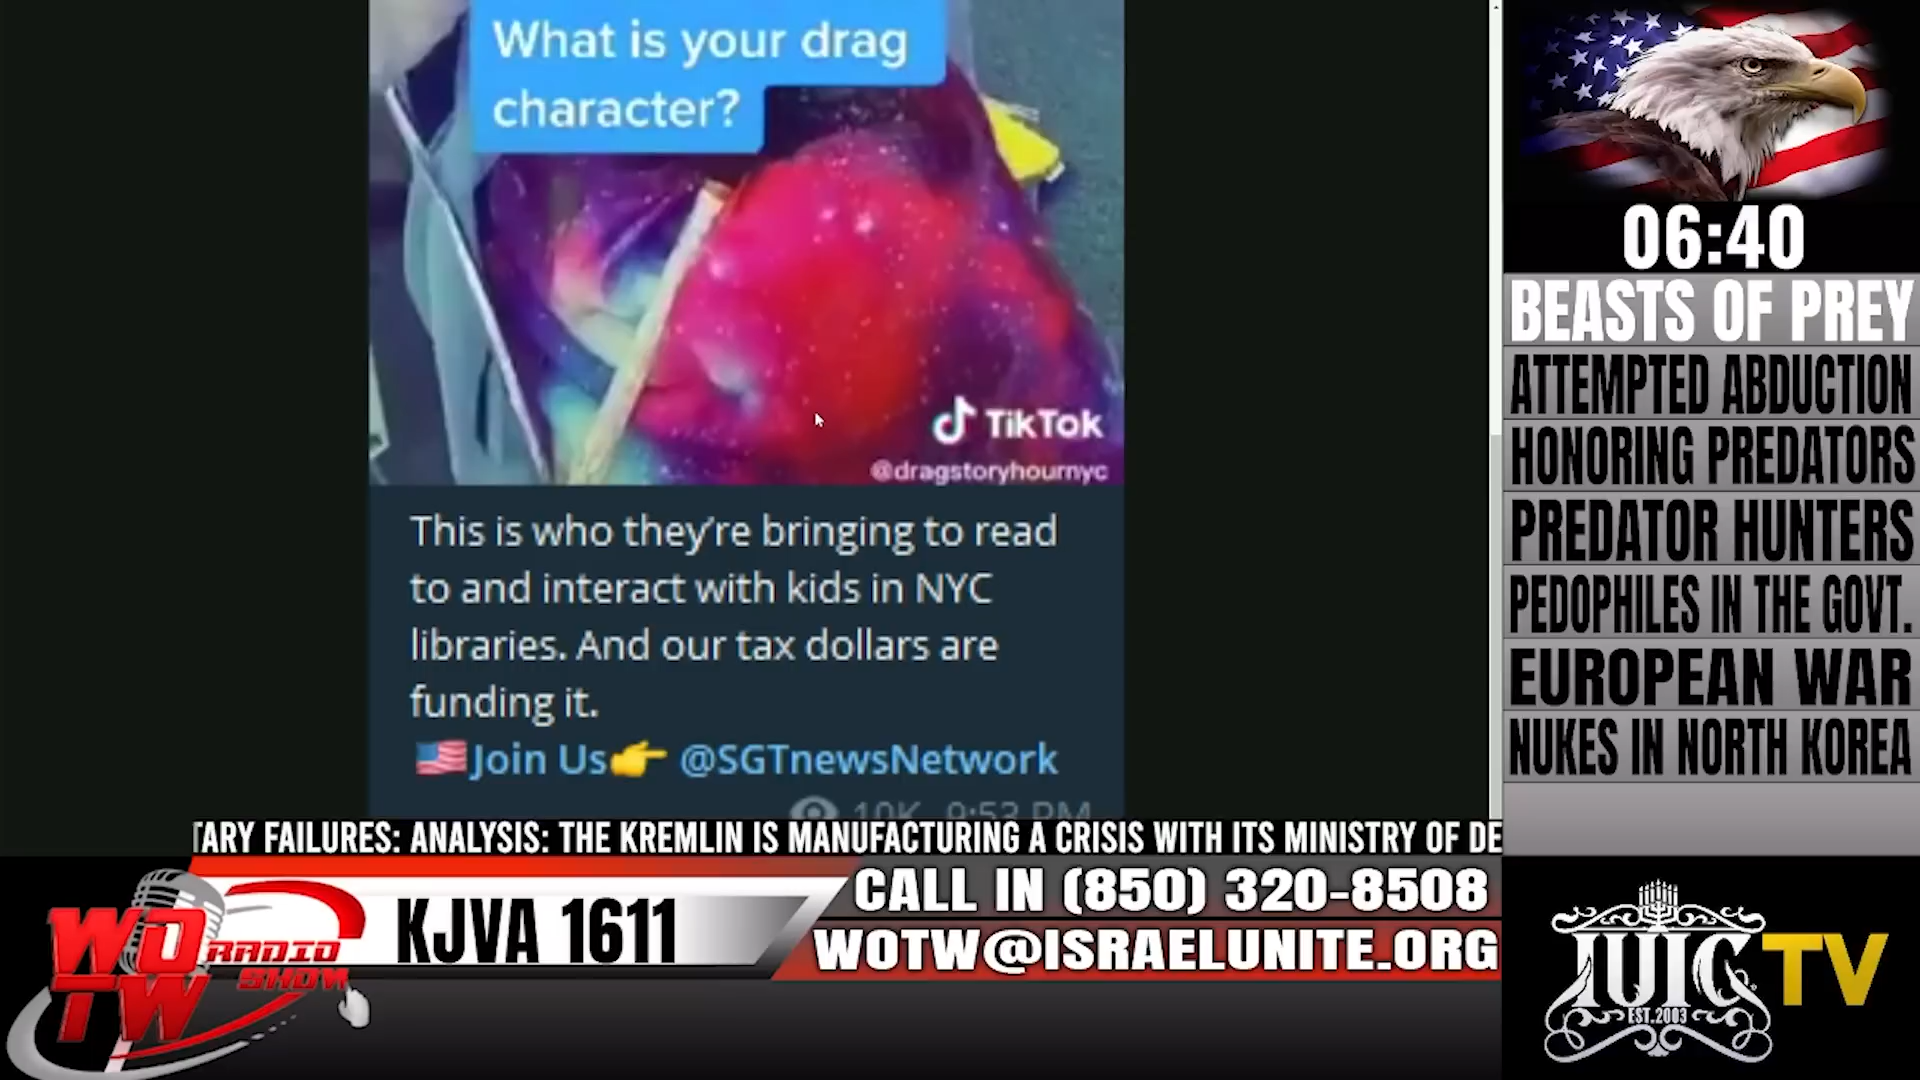 What is your drag
character?
TikTok
@dragstoryhournyc
This is who they're bringing to read
to and interact with kids in NYC
libraries. And our tax dollars are
funding it.
🇺🇸Join Us👉 @SGTnewsNetwork
10K 9:53 PM
06:40
BEASTS OF PREY
ATTEMPTED ABDUCTION
HONORING PREDATORS
PREDATOR HUNTERS
PEDOPHILES IN THE GOVT.
EUROPEAN WAR
NUKES IN NORTH KOREA
TARY FAILURES: ANALYSIS: THE KREMLIN IS MANUFACTURING A CRISIS WITH ITS MINISTRY OF DE
WOTW RADIO SHOW
KJVA 1611
CALL IN (850) 320-8508
WOTW@ISRAELUNITE.ORG
IUIC TV
EST. 2003